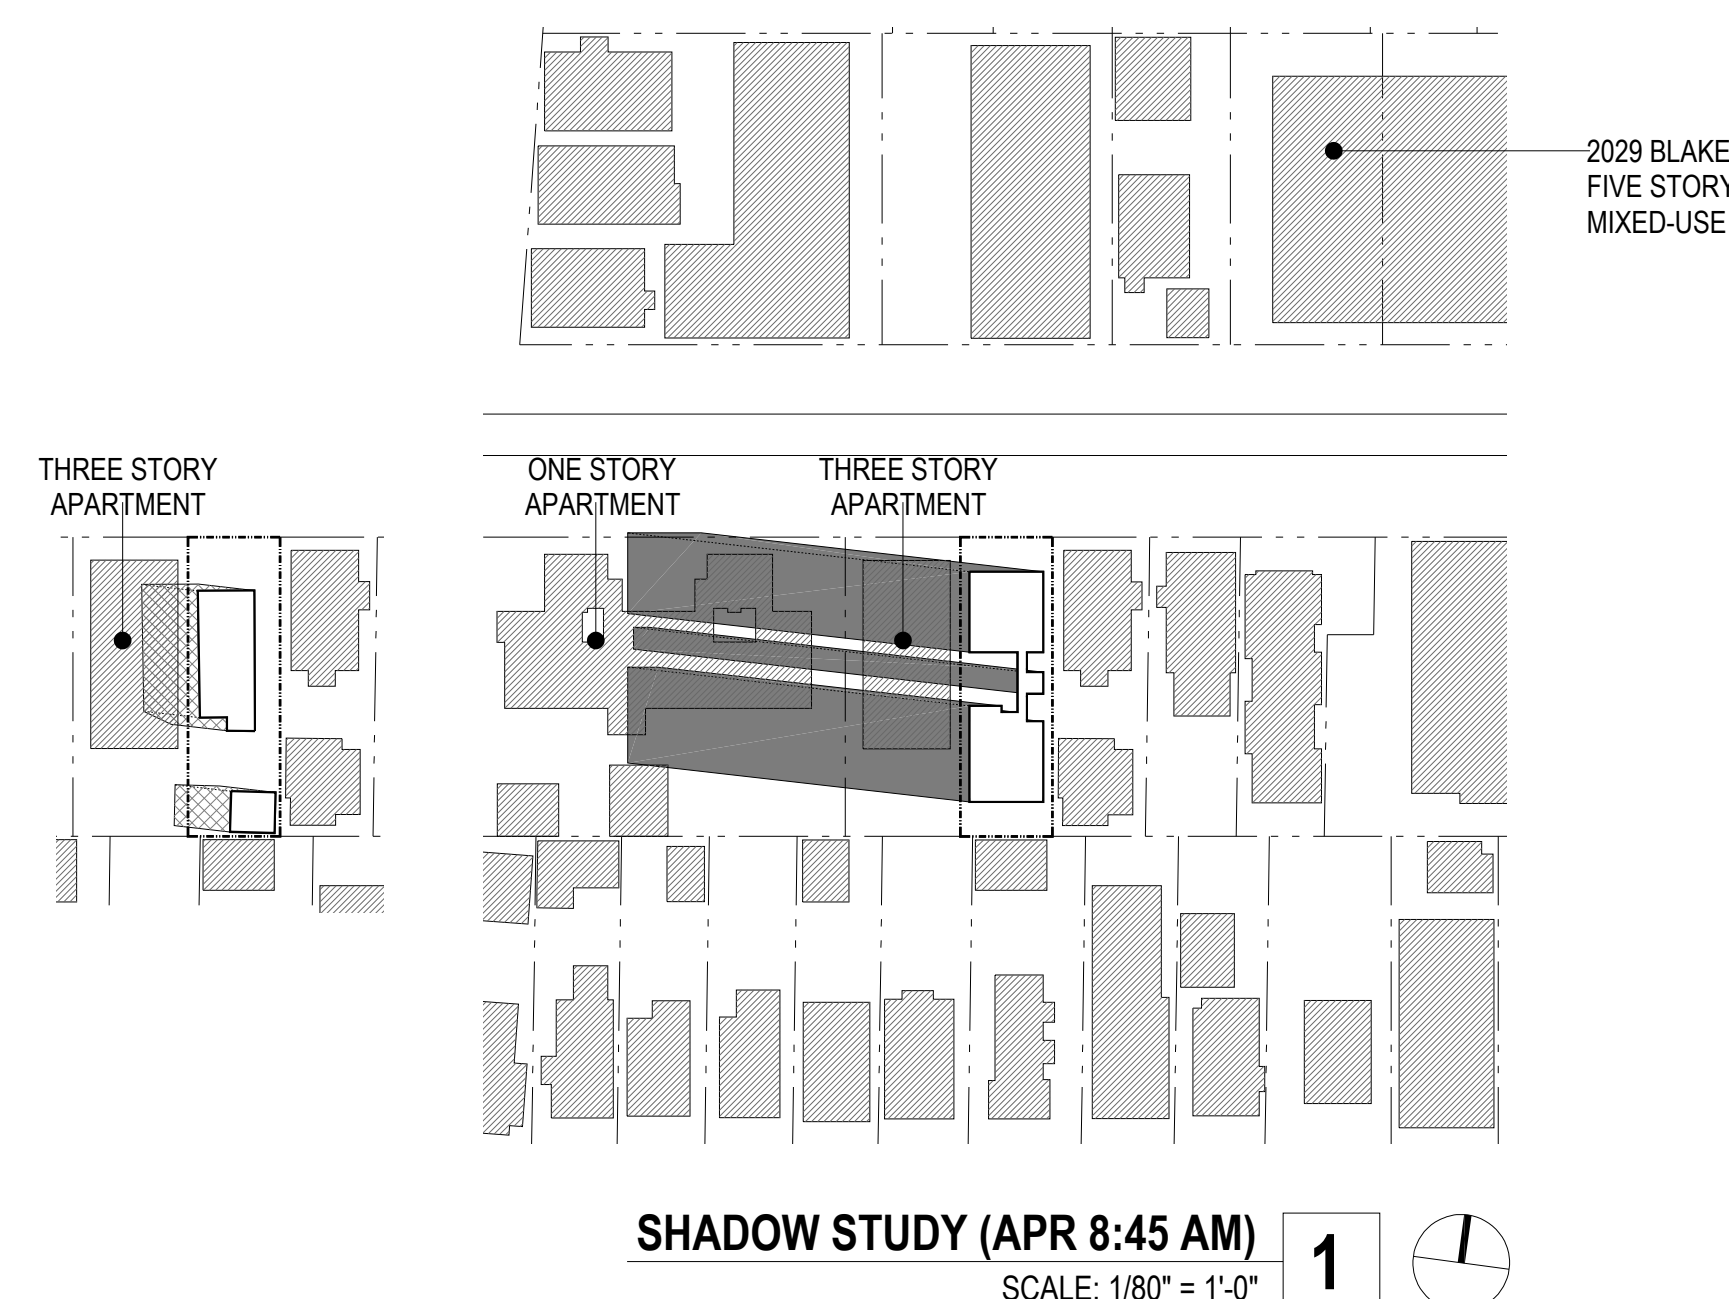 2029 BLAKE
FIVE STORY
MIXED-USE
THREE STORY
APARTMENT
ONE STORY
APARTMENT
THREE STORY
APARTMENT
SHADOW STUDY (APR 8:45 AM)
1
SCALE: 1/80" = 1'-0"